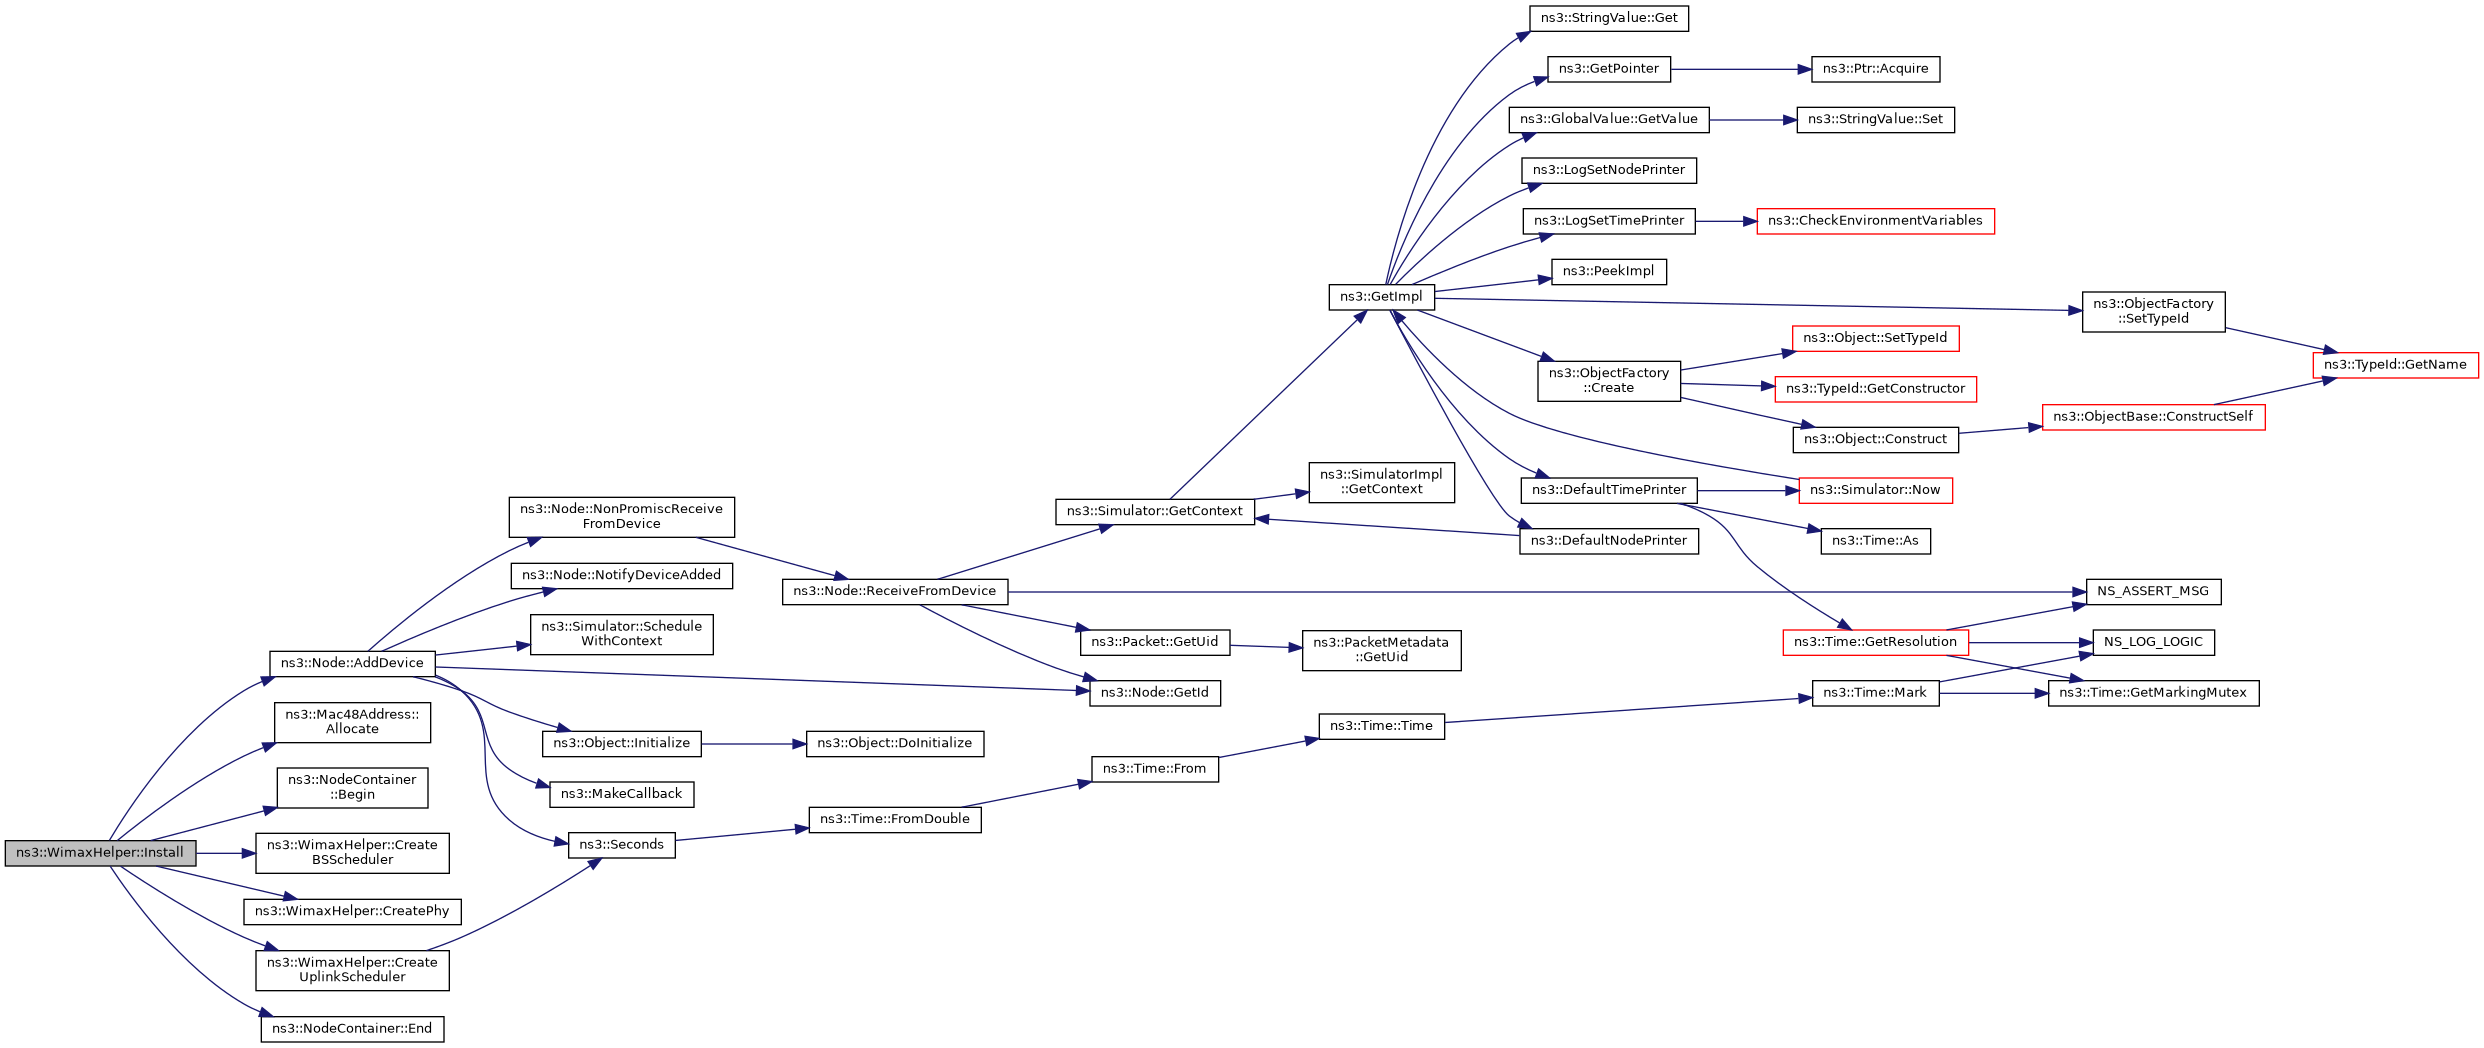 ns3::StringValue::Get
ns3::GetPointer
ns3::Ptr::Acquire
ns3::GlobalValue::GetValue
ns3::StringValue::Set
ns3::LogSetNodePrinter
ns3::LogSetTimePrinter
ns3::CheckEnvironmentVariables
ns3::PeekImpl
ns3::GetImpl
ns3::ObjectFactory
::SetTypeId
ns3::Object::SetTypeId
ns3::TypeId::GetName
ns3::ObjectFactory
::Create
ns3::TypeId::GetConstructor
ns3::ObjectBase::ConstructSelf
ns3::Object::Construct
ns3::SimulatorImpl
::GetContext
ns3::DefaultTimePrinter
ns3::Simulator::Now
ns3::Node::NonPromiscReceive
FromDevice
ns3::Simulator::GetContext
ns3::DefaultNodePrinter
ns3::Time::As
ns3::Node::NotifyDeviceAdded
ns3::Node::ReceiveFromDevice
NS_ASSERT_MSG
ns3::Simulator::Schedule
WithContext
ns3::Packet::GetUid
ns3::PacketMetadata
::GetUid
ns3::Time::GetResolution
NS_LOG_LOGIC
ns3::Node::AddDevice
ns3::Node::GetId
ns3::Time::Mark
ns3::Time::GetMarkingMutex
ns3::Mac48Address::
Allocate
ns3::Time::Time
ns3::Object::Initialize
ns3::Object::DoInitialize
ns3::Time::From
ns3::NodeContainer
::Begin
ns3::MakeCallback
ns3::Time::FromDouble
ns3::WimaxHelper::Install
ns3::WimaxHelper::Create
BSScheduler
ns3::Seconds
ns3::WimaxHelper::CreatePhy
ns3::WimaxHelper::Create
UplinkScheduler
ns3::NodeContainer::End